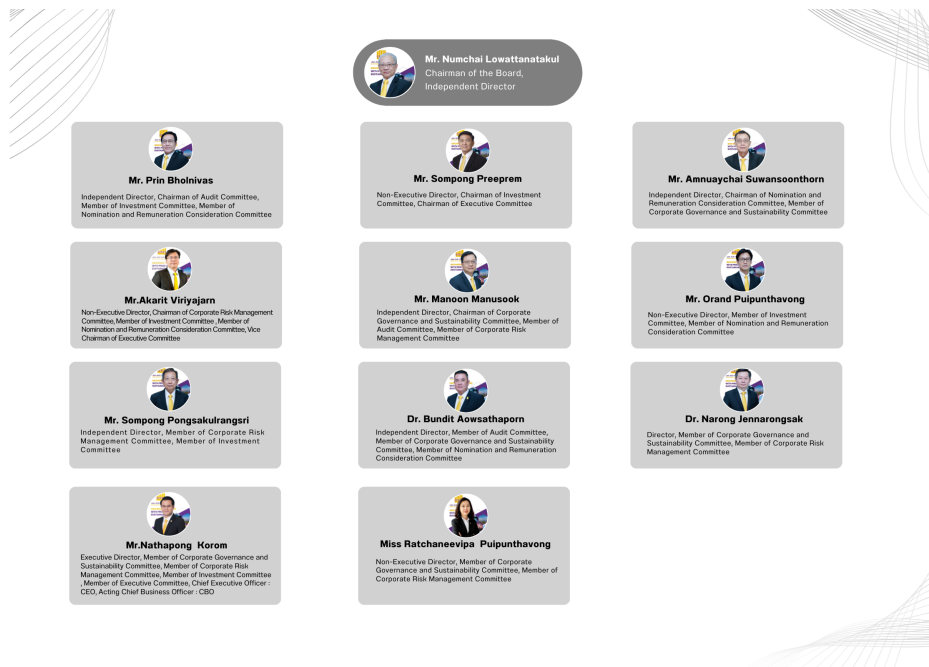 Mr. Numchai Lowattanatakul
Chairman of the Board,
Independent Director
Mr. Prin Bholnivas
Independent Director, Chairman of Audit Committee,
Member of Investment Committee, Member of
Nomination and Remuneration Consideration Committee
Mr. Sompong Preeprem
Non-Executive Director, Chairman of Investment
Committee, Chairman of Executive Committee
Mr. Amnuaychai Suwansoonthorn
Independent Director, Chairman of Nomination and
Remuneration Consideration Committee, Member of
Corporate Governance and Sustainability Committee
Mr.Akarit Viriyajarn
Non-Executive Director, Chairman of Corporate Risk Management
Committee, Member of Investment Committee , Member of
Nomination and Remuneration Consideration Committee, Vice
Chairman of Executive Committee
Mr. Manoon Manusook
Independent Director, Chairman of Corporate
Governance and Sustainability Committee, Member of
Audit Committee, Member of Corporate Risk
Management Committee
Mr. Orand Puipunthavong
Non-Executive Director, Member of Investment
Committee, Member of Nomination and Remuneration
Consideration Committee
Mr. Sompong Pongsakulrangsri
Independent Director, Member of Corporate Risk
Management Committee, Member of Investment
Committee
Dr. Bundit Aowsathaporn
Independent Director, Member of Audit Committee,
Member of Corporate Governance and Sustainability
Committee, Member of Nomination and Remuneration
Consideration Committee
Dr. Narong Jennarongsak
Director, Member of Corporate Governance and
Sustainability Committee, Member of Corporate Risk
Management Committee
Mr.Nathapong Korom
Executive Director, Member of Corporate Governance and
Sustainability Committee, Member of Corporate Risk
Management Committee, Member of Investment Committee
, Member of Executive Committee, Chief Executive Officer :
CEO, Acting Chief Business Officer : CBO
Miss Ratchaneevipa Puipunthavong
Non-Executive Director, Member of Corporate
Governance and Sustainability Committee, Member of
Corporate Risk Management Committee